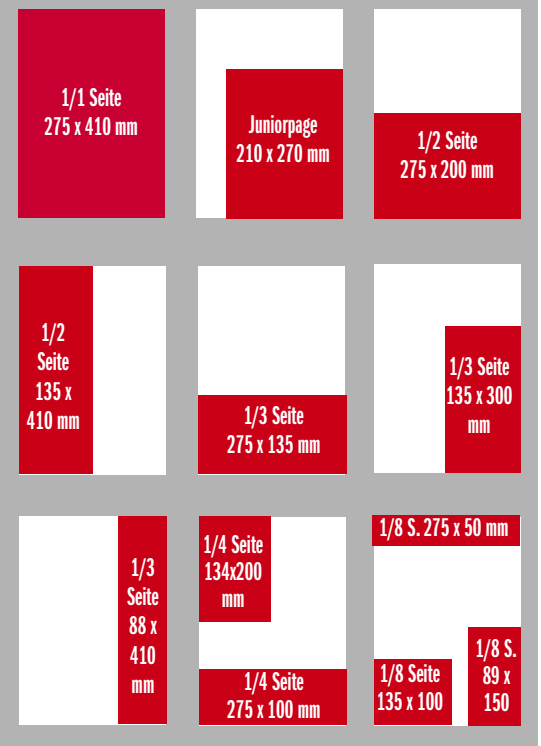 1/1 Seite
275 x 410 mm
Juniorpage
210 x 270 mm
1/2 Seite
275 x 200 mm
1/2
Seite
135 x
410 mm
1/3 Seite
275 x 135 mm
1/3 Seite
135 x 300
mm
1/3
Seite
88 x
410
mm
1/4 Seite
134x200
mm
1/4 Seite
275 x 100 mm
1/8 S. 275 x 50 mm
1/8 Seite
135 x 100
1/8 S.
89 x
150